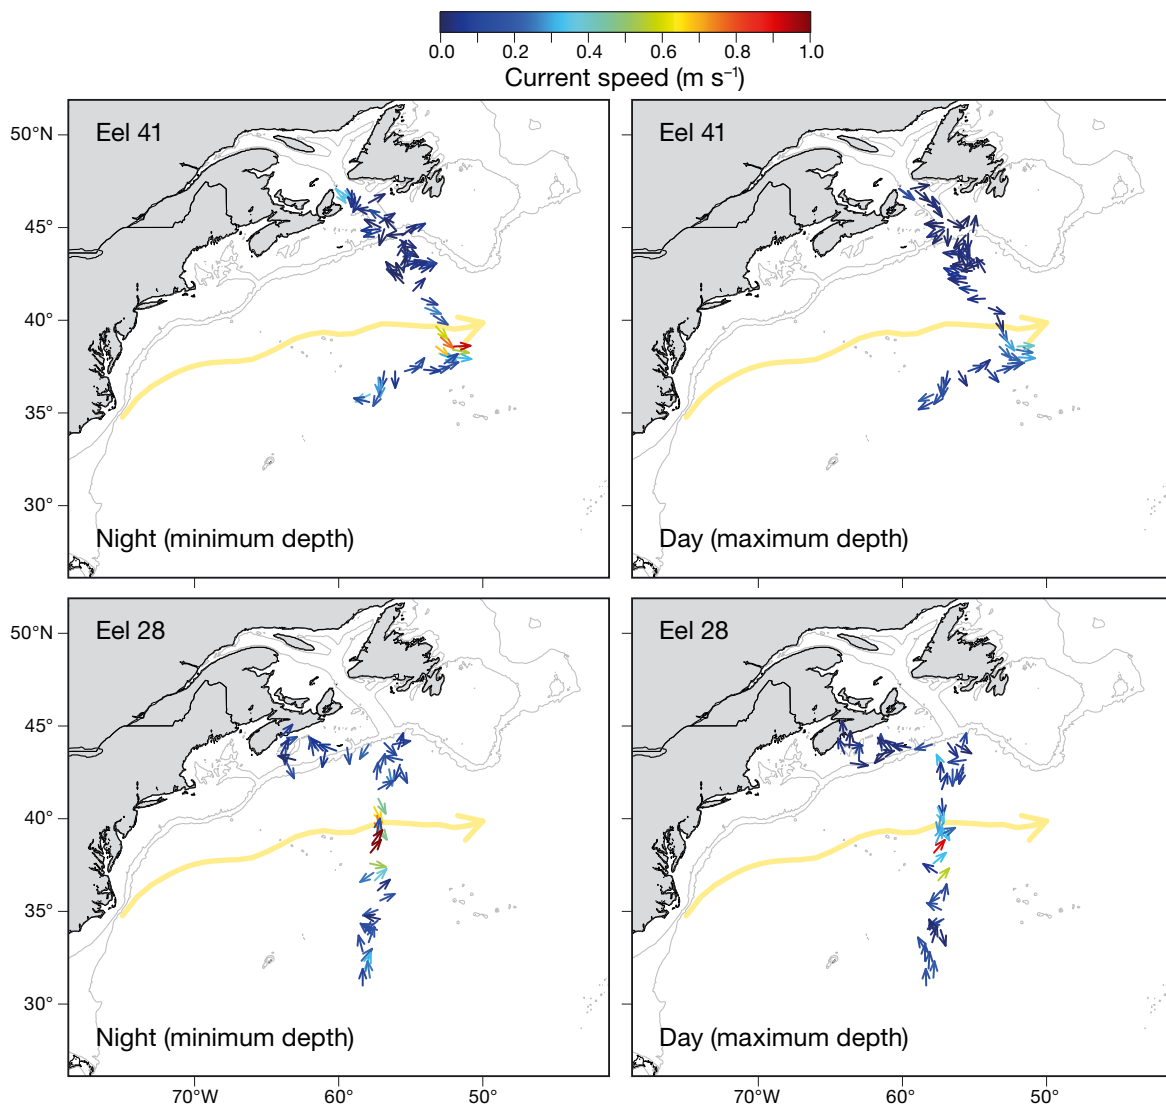 0.0 0.2 0.4 0.6 0.8 1.0
Current speed (m s⁻¹)
Eel 41
Eel 41
50°N
45°
40°
35°
30°
Night (minimum depth)
Day (maximum depth)
Eel 28
Eel 28
50°N
45°
40°
35°
30°
Night (minimum depth)
Day (maximum depth)
70°W 60° 50° 70°W 60° 50°